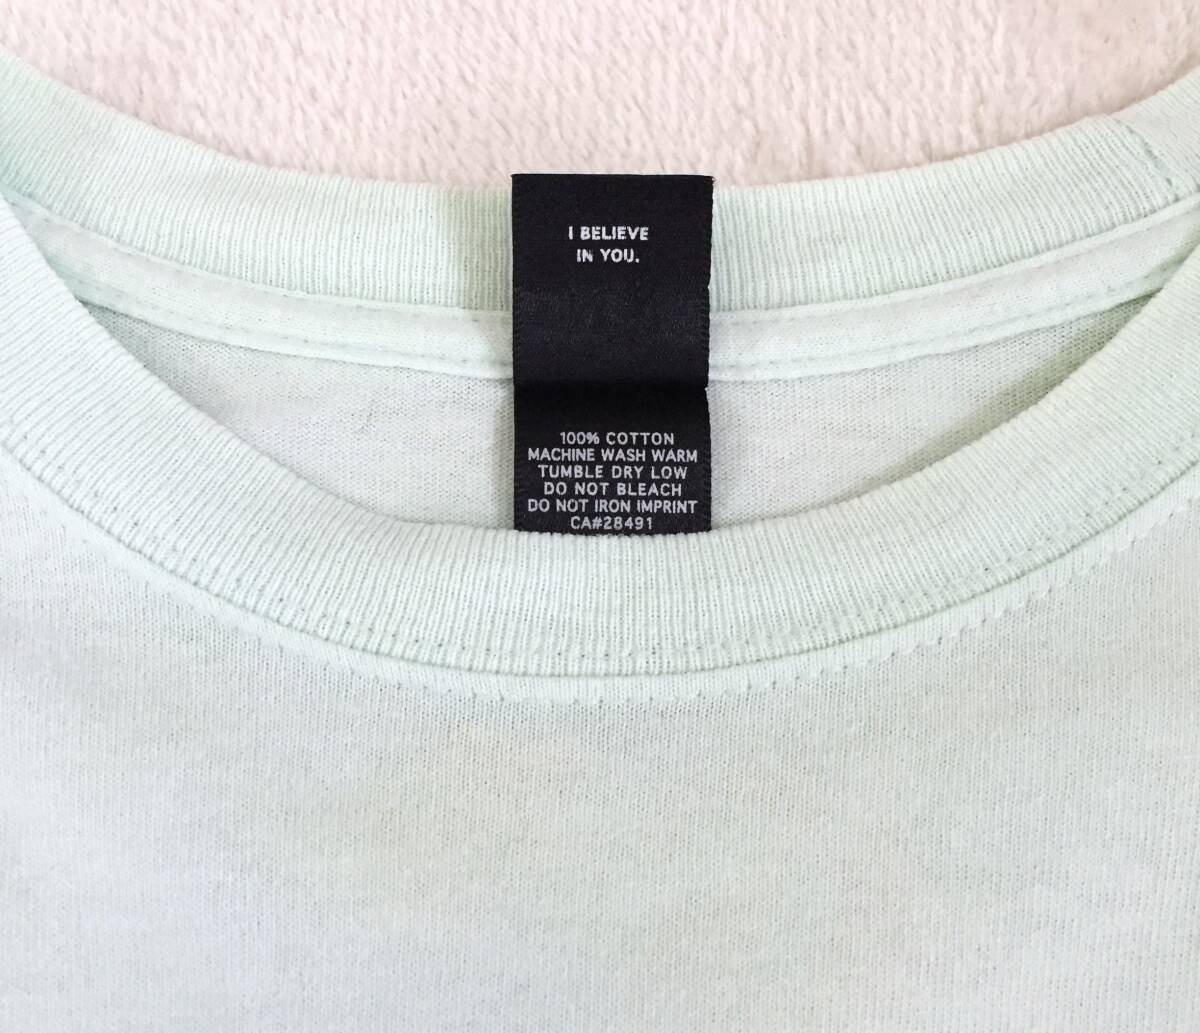 I BELIEVE
IN YOU.
100% COTTON
MACHINE WASH WARM
TUMBLE DRY LOW
DO NOT BLEACH
DO NOT IRON IMPRINT
CA#28491